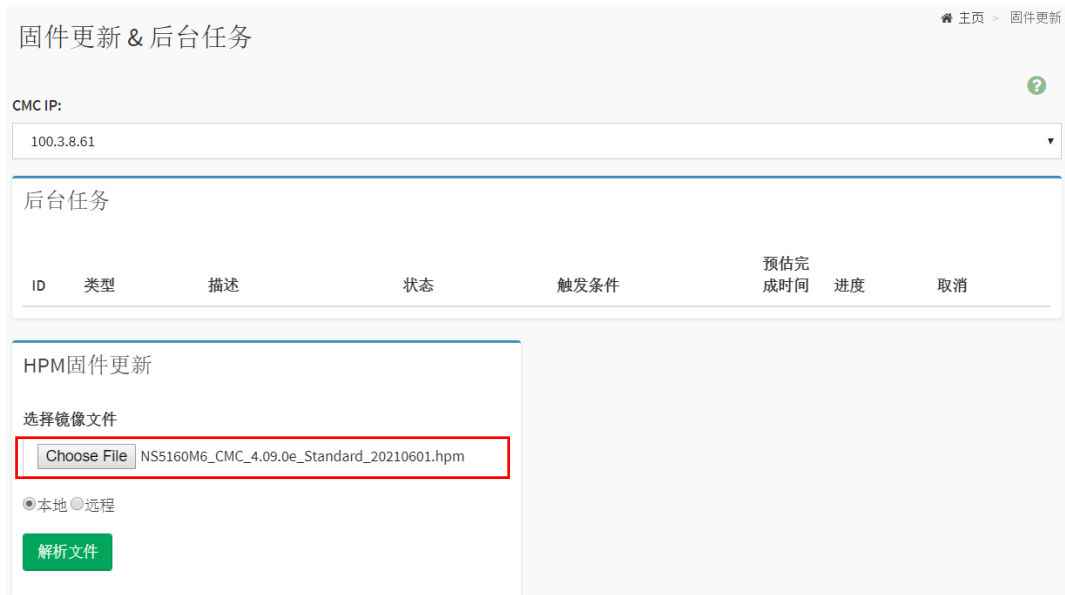 主页 > 固件更新
固件更新 & 后台任务
CMC IP:
100.3.8.61
后台任务
ID 类型 描述 状态 触发条件 预估完成时间 进度 取消
HPM固件更新
选择镜像文件
Choose File NS5160M6_CMC_4.09.0e_Standard_20210601.hpm
本地 远程
解析文件